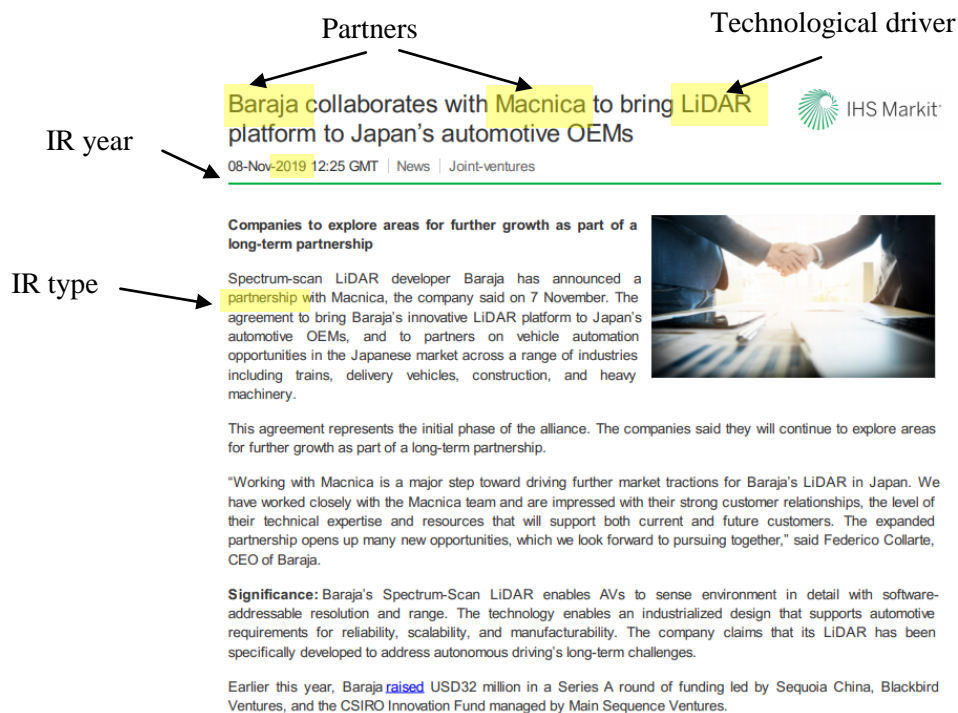 Partners
Technological driver
Baraja collaborates with Macnica to bring LiDAR
platform to Japan's automotive OEMs
IHS Markit
IR year
08-Nov-2019 12:25 GMT | News | Joint-ventures
Companies to explore areas for further growth as part of a
long-term partnership
IR type
Spectrum-scan LiDAR developer Baraja has announced a
partnership with Macnica, the company said on 7 November. The
agreement to bring Baraja's innovative LiDAR platform to Japan's
automotive OEMs, and to partners on vehicle automation
opportunities in the Japanese market across a range of industries
including trains, delivery vehicles, construction, and heavy
machinery.
This agreement represents the initial phase of the alliance. The companies said they will continue to explore areas
for further growth as part of a long-term partnership.
“Working with Macnica is a major step toward driving further market tractions for Baraja's LiDAR in Japan. We
have worked closely with the Macnica team and are impressed with their strong customer relationships, the level of
their technical expertise and resources that will support both current and future customers. The expanded
partnership opens up many new opportunities, which we look forward to pursuing together,” said Federico Collarte,
CEO of Baraja.
Significance: Baraja's Spectrum-Scan LiDAR enables AVs to sense environment in detail with software-
addressable resolution and range. The technology enables an industrialized design that supports automotive
requirements for reliability, scalability, and manufacturability. The company claims that its LiDAR has been
specifically developed to address autonomous driving's long-term challenges.
Earlier this year, Baraja raised USD32 million in a Series A round of funding led by Sequoia China, Blackbird
Ventures, and the CSIRO Innovation Fund managed by Main Sequence Ventures.